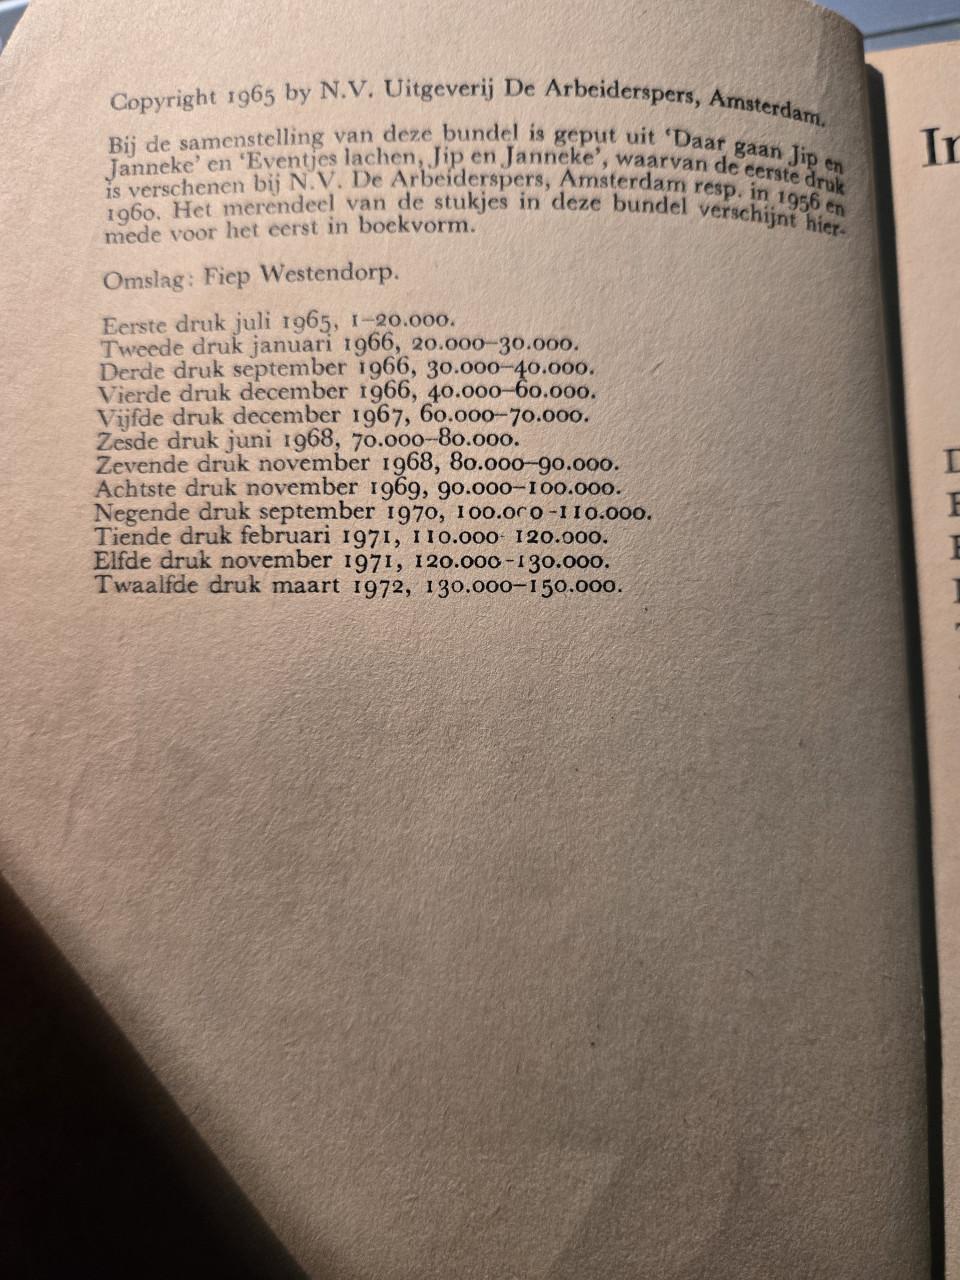 Copyright 1965 by N.V. Uitgeverij De Arbeiderspers, Amsterdam.
Bij de samenstelling van deze bundel is geput uit ‘Daar gaan Jip en
Janneke’ en ‘Eventjes lachen, Jip en Janneke’, waarvan de eerste druk
is verschenen bij N.V. De Arbeiderspers, Amsterdam resp. in 1956 en
1960. Het merendeel van de stukjes in deze bundel verschijnt hier-
mede voor het eerst in boekvorm.
Omslag: Fiep Westendorp.
Eerste druk juli 1965, 1–20.000.
Tweede druk januari 1966, 20.000–30.000.
Derde druk september 1966, 30.000–40.000.
Vierde druk december 1966, 40.000–60.000.
Vijfde druk december 1967, 60.000–70.000.
Zesde druk juni 1968, 70.000–80.000.
Zevende druk november 1968, 80.000–90.000.
Achtste druk november 1969, 90.000–100.000.
Negende druk september 1970, 100.000-110.000.
Tiende druk februari 1971, 110.000- 120.000.
Elfde druk november 1971, 120.000-130.000.
Twaalfde druk maart 1972, 130.000–150.000.